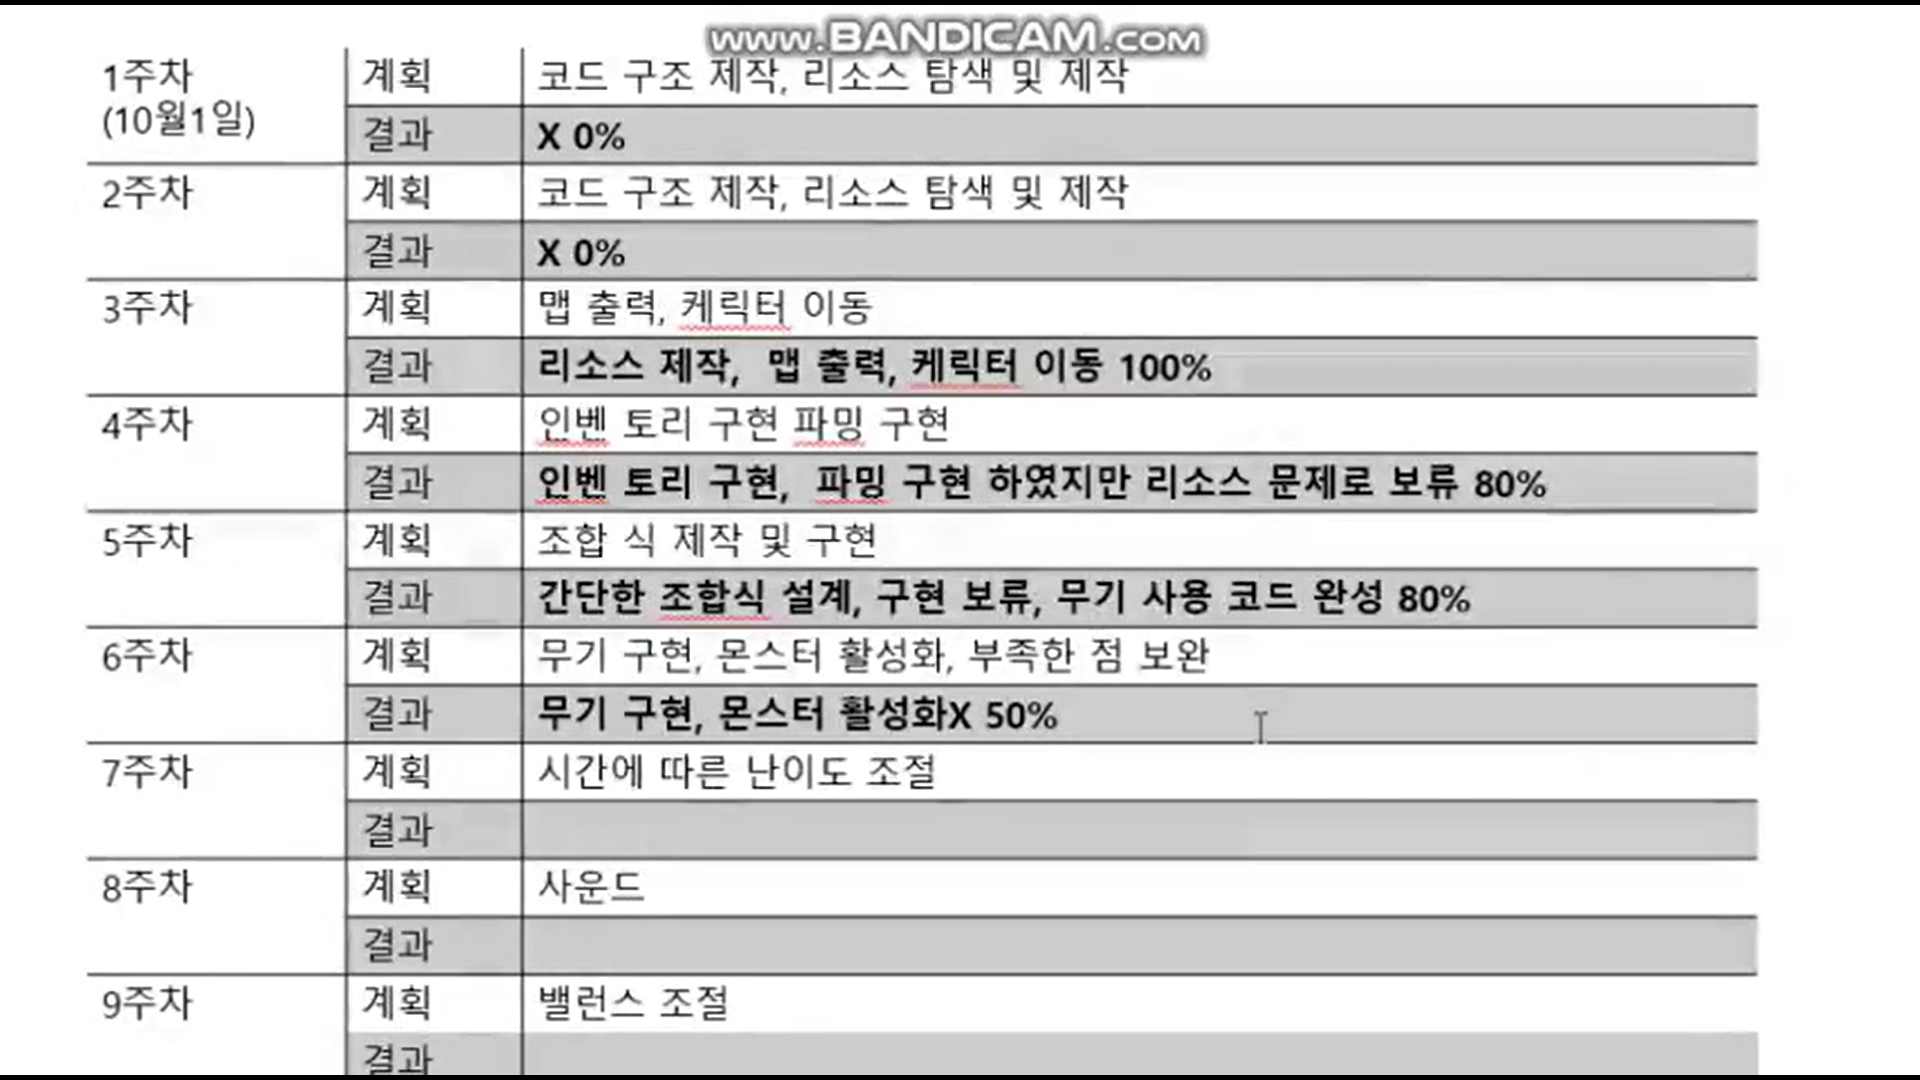 www.BANDICAM.com
1주차 계획 코드 구조 제작, 리소스 탐색 및 제작
(10월1일)
결과 X 0%
2주차 계획 코드 구조 제작, 리소스 탐색 및 제작
결과 X 0%
3주차 계획 맵 출력, 케릭터 이동
결과 리소스 제작, 맵 출력, 케릭터 이동 100%
4주차 계획 인벤 토리 구현 파밍 구현
결과 인벤 토리 구현, 파밍 구현 하였지만 리소스 문제로 보류 80%
5주차 계획 조합 식 제작 및 구현
결과 간단한 조합식 설계, 구현 보류, 무기 사용 코드 완성 80%
6주차 계획 무기 구현, 몬스터 활성화, 부족한 점 보완
결과 무기 구현, 몬스터 활성화X 50%
7주차 계획 시간에 따른 난이도 조절
결과
8주차 계획 사운드
결과
9주차 계획 밸런스 조절
결과